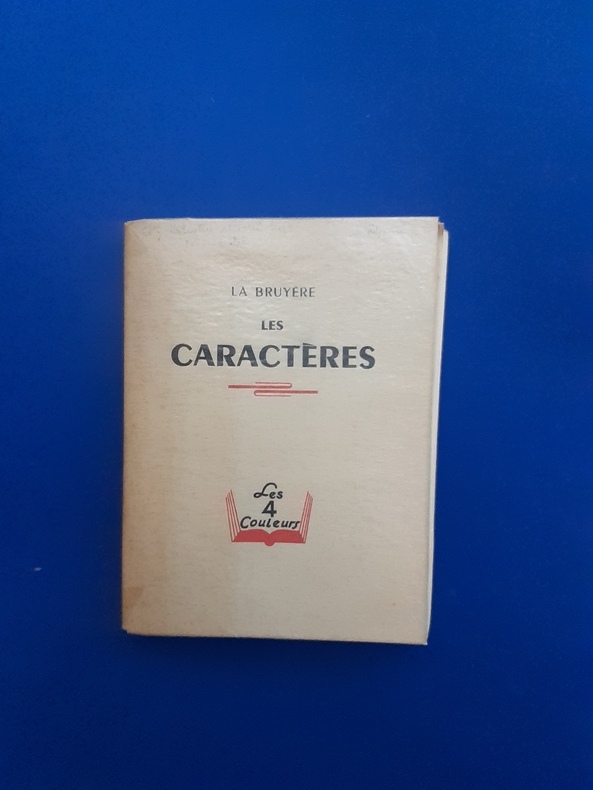 LA BRUYÈRE
LES
CARACTÈRES
Les
4
Couleurs